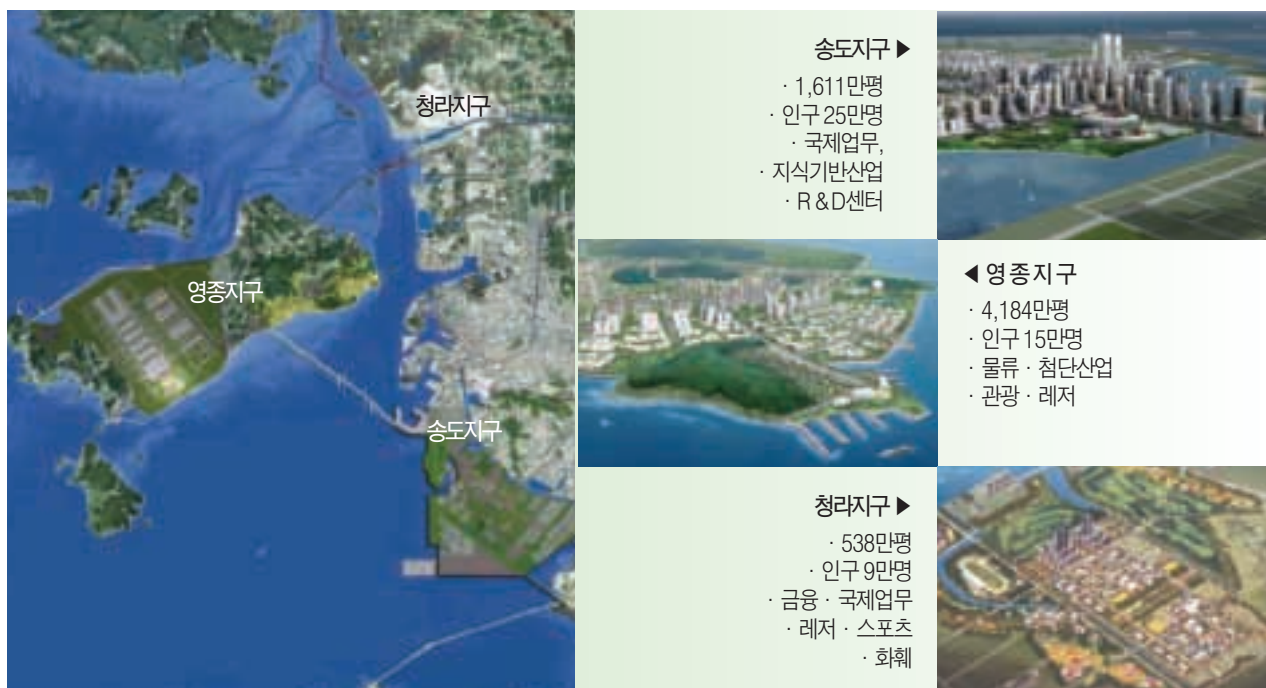 청라지구
영종지구
송도지구
송도지구 ▶
· 1,611만평
· 인구 25만명
· 국제업무,
· 지식기반산업
· R & D센터
◀ 영종지구
· 4,184만평
· 인구 15만명
· 물류 · 첨단산업
· 관광 · 레저
청라지구 ▶
· 538만평
· 인구 9만명
· 금융 · 국제업무
· 레저 · 스포츠
· 화훼